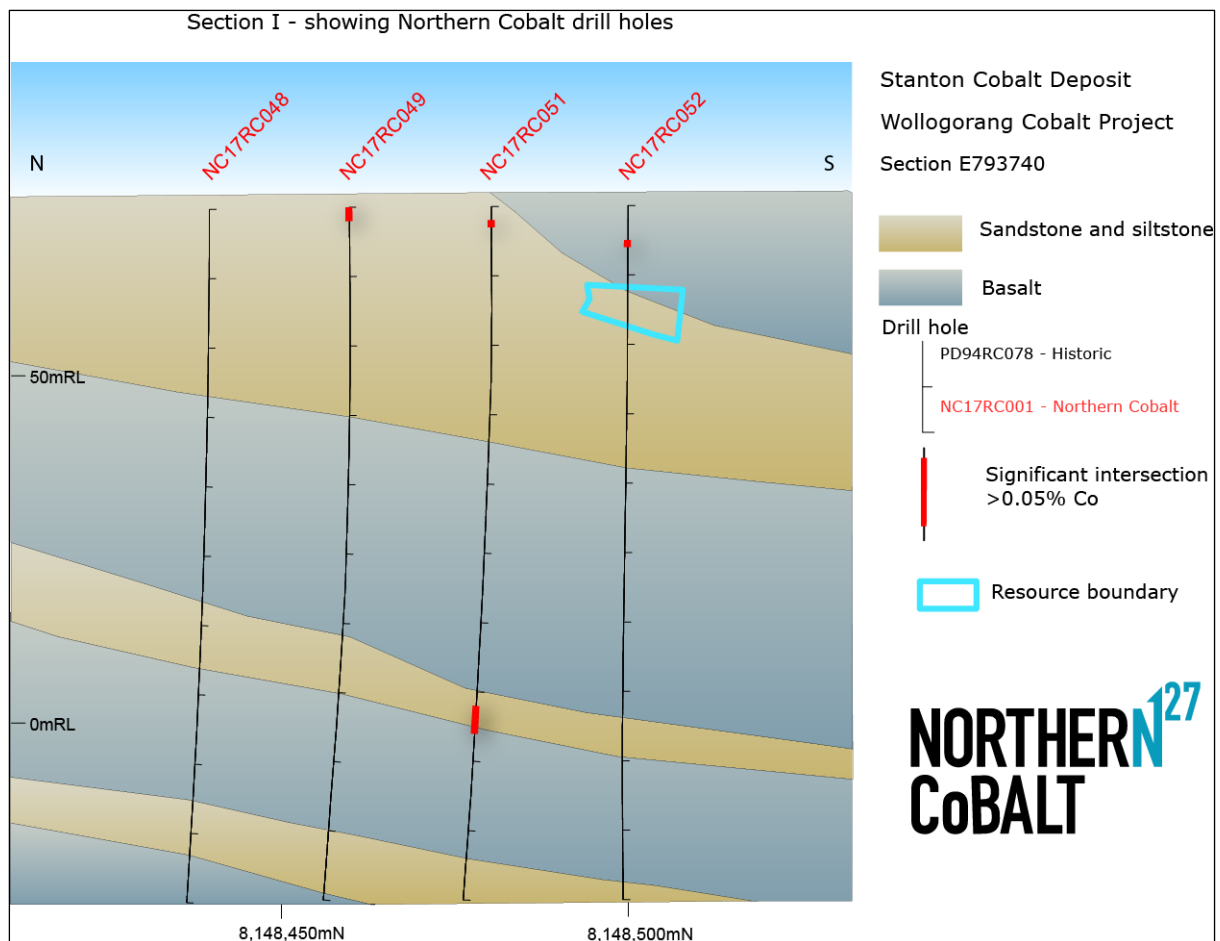 Section I - showing Northern Cobalt drill holes
NC17RC048
NC17RC049
NC17RC051
NC17RC052
N
S
50mRL
0mRL
8,148,450mN
8,148,500mN
Stanton Cobalt Deposit
Wollogorang Cobalt Project
Section E793740
Sandstone and siltstone
Basalt
Drill hole
PD94RC078 - Historic
NC17RC001 - Northern Cobalt
Significant intersection
>0.05% Co
Resource boundary
NORTHERN27
CoBALT